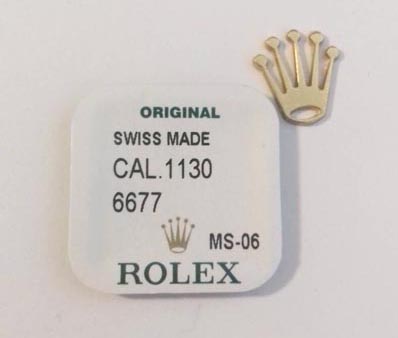 ORIGINAL
SWISS MADE
CAL.1130
6677
MS-06
ROLEX